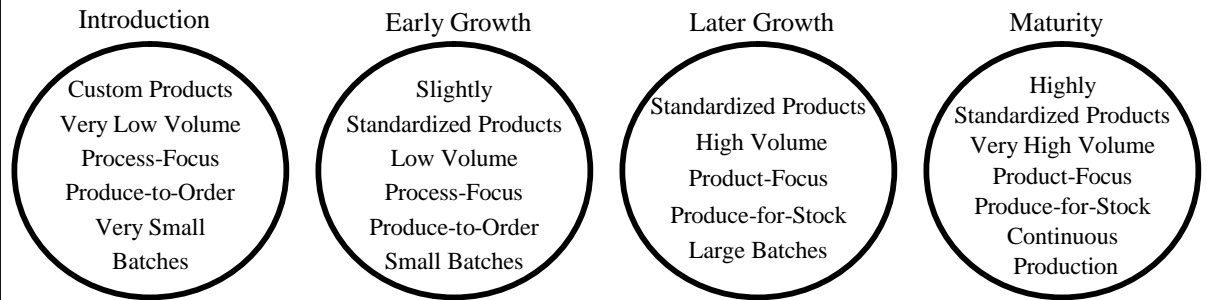 Introduction
Custom Products
Very Low Volume
Process-Focus
Produce-to-Order
Very Small
Batches
Early Growth
Slightly
Standardized Products
Low Volume
Process-Focus
Produce-to-Order
Small Batches
Later Growth
Standardized Products
High Volume
Product-Focus
Produce-for-Stock
Large Batches
Maturity
Highly
Standardized Products
Very High Volume
Product-Focus
Produce-for-Stock
Continuous
Production